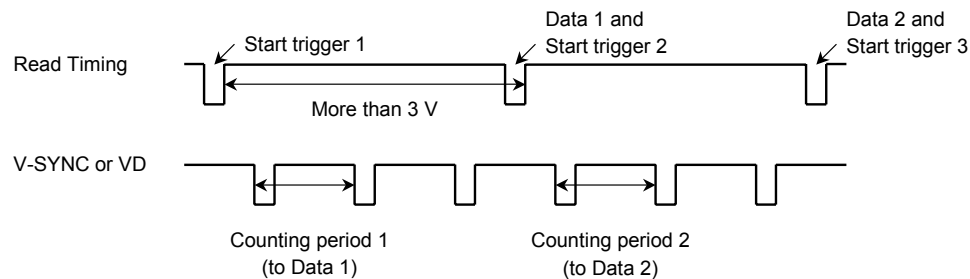 Data 1 and
Start trigger 2
Data 2 and
Start trigger 3
Start trigger 1
Read Timing
More than 3 V
V-SYNC or VD
Counting period 1
(to Data 1)
Counting period 2
(to Data 2)